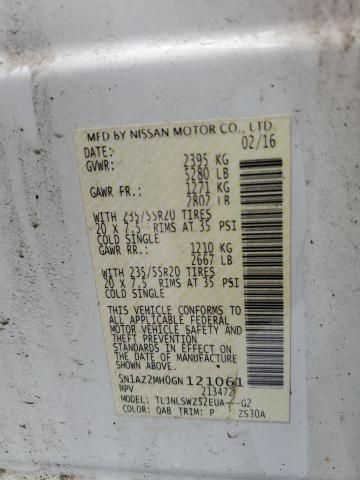 MFD BY NISSAN MOTOR CO., LTD.
DATE: 02/16
GVWR: 2395 KG
5280 LB
GAWR FR.: 1271 KG
2802 LB
WITH 235/55R20 TIRES
20 X 7.5 RIMS AT 35 PSI
COLD SINGLE
GAWR RR.: 1210 KG
2667 LB
WITH 235/55R20 TIRES
20 X 7.5 RIMS AT 35 PSI
COLD SINGLE
THIS VEHICLE CONFORMS TO
ALL APPLICABLE FEDERAL
MOTOR VEHICLE SAFETY AND
THEFT PREVENTION
STANDARDS IN EFFECT ON THE
DATE OF MANUFACTURE
SHOWN ABOVE.
5N1AZ2MH0GN121061
MPV 213472
MODEL: TLJNLSWZ52EUA G2
COLOR: QAB TRIM: P ZS30A